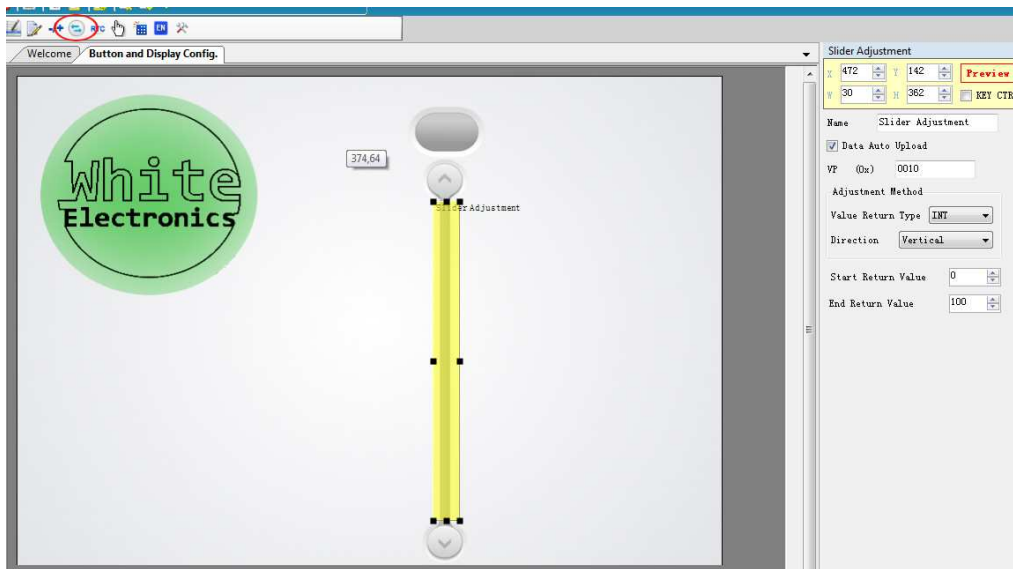 RTC
EN
Welcome
Button and Display Config.
White
Electronics
374,64
Slider Adjustment
Slider Adjustment
X 472 Y 142 Preview
W 30 H 362 KEY CTR
Name Slider Adjustment
Data Auto Upload
VP (0x) 0010
Adjustment Method
Value Return Type INT
Direction Vertical
Start Return Value 0
End Return Value 100